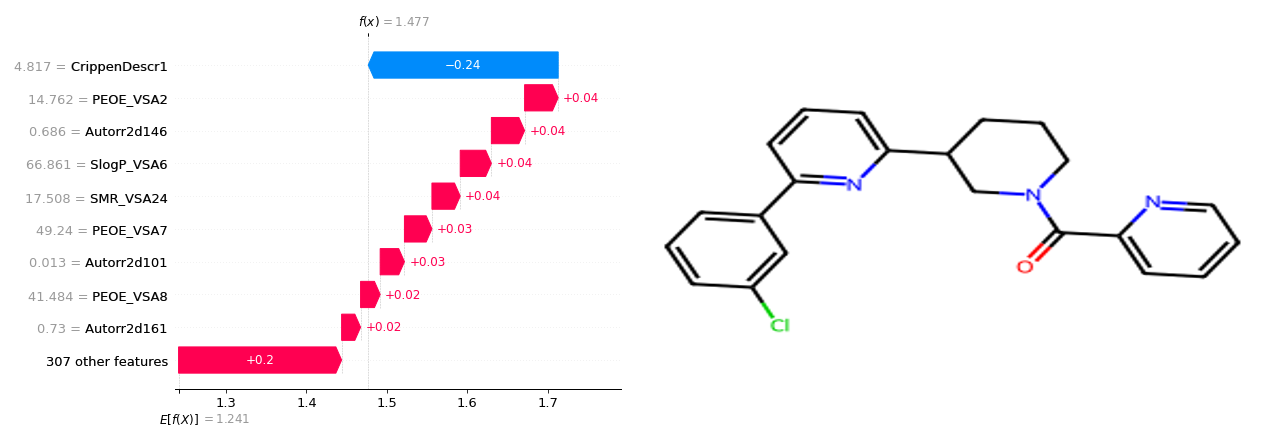 f(x) = 1.477
4.817 = CrippenDescr1 −0.24
14.762 = PEOE_VSA2 +0.04
0.686 = Autorr2d146 +0.04
66.861 = SlogP_VSA6 +0.04
17.508 = SMR_VSA24 +0.04
49.24 = PEOE_VSA7 +0.03
0.013 = Autorr2d101 +0.03
41.484 = PEOE_VSA8 +0.02
0.73 = Autorr2d161 +0.02
307 other features +0.2
1.3 1.4 1.5 1.6 1.7
E[f(X)] = 1.241
N
N
N
O
Cl